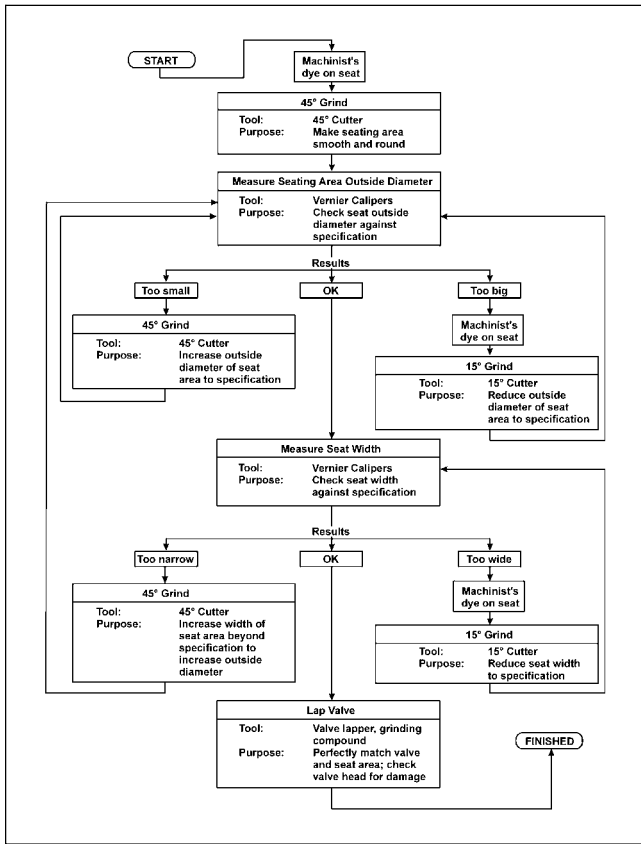 START
Machinist's
dye on seat
45° Grind
Tool: 45° Cutter
Purpose: Make seating area
smooth and round
Measure Seating Area Outside Diameter
Tool: Vernier Calipers
Purpose: Check seat outside
diameter against
specification
Results
Too small
OK
Too big
45° Grind
Tool: 45° Cutter
Purpose: Increase outside
diameter of seat
area to specification
Machinist's
dye on seat
15° Grind
Tool: 15° Cutter
Purpose: Reduce outside
diameter of seat
area to specification
Measure Seat Width
Tool: Vernier Calipers
Purpose: Check seat width
against specification
Results
Too narrow
OK
Too wide
45° Grind
Tool: 45° Cutter
Purpose: Increase width of
seat area beyond
specification to
increase outside
diameter
Machinist's
dye on seat
15° Grind
Tool: 15° Cutter
Purpose: Reduce seat width
to specification
Lap Valve
Tool: Valve lapper, grinding
compound
Purpose: Perfectly match valve
and seat area; check
valve head for damage
FINISHED